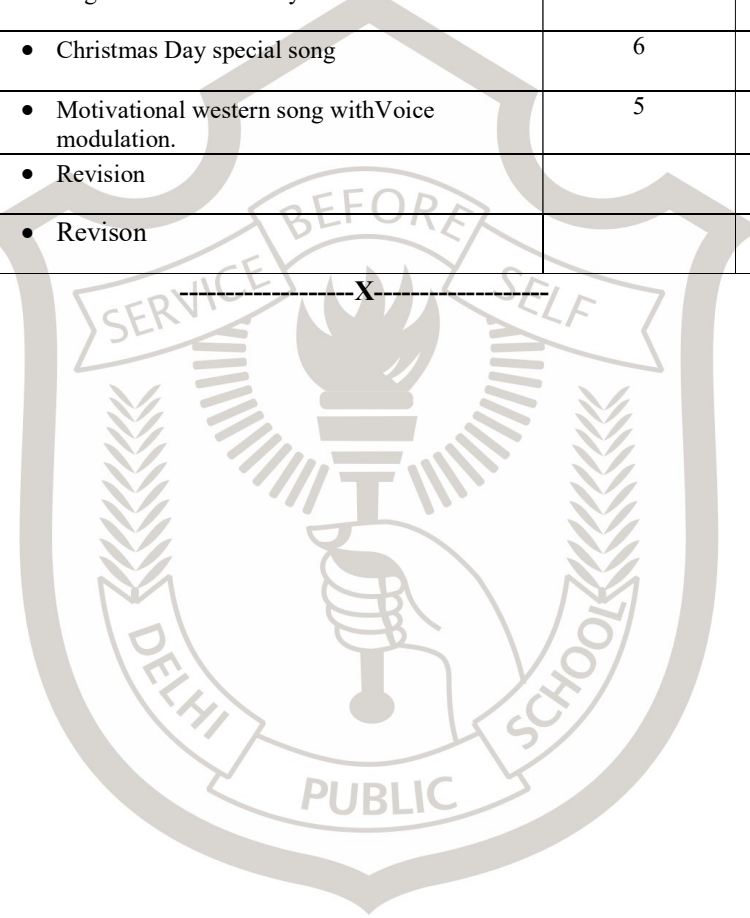 • Christmas Day special song 6
• Motivational western song withVoice 5
modulation.
• Revision
• Revison
-------------------X-------------------
SERVICE BEFORE SELF
DELHI PUBLIC SCHOOL